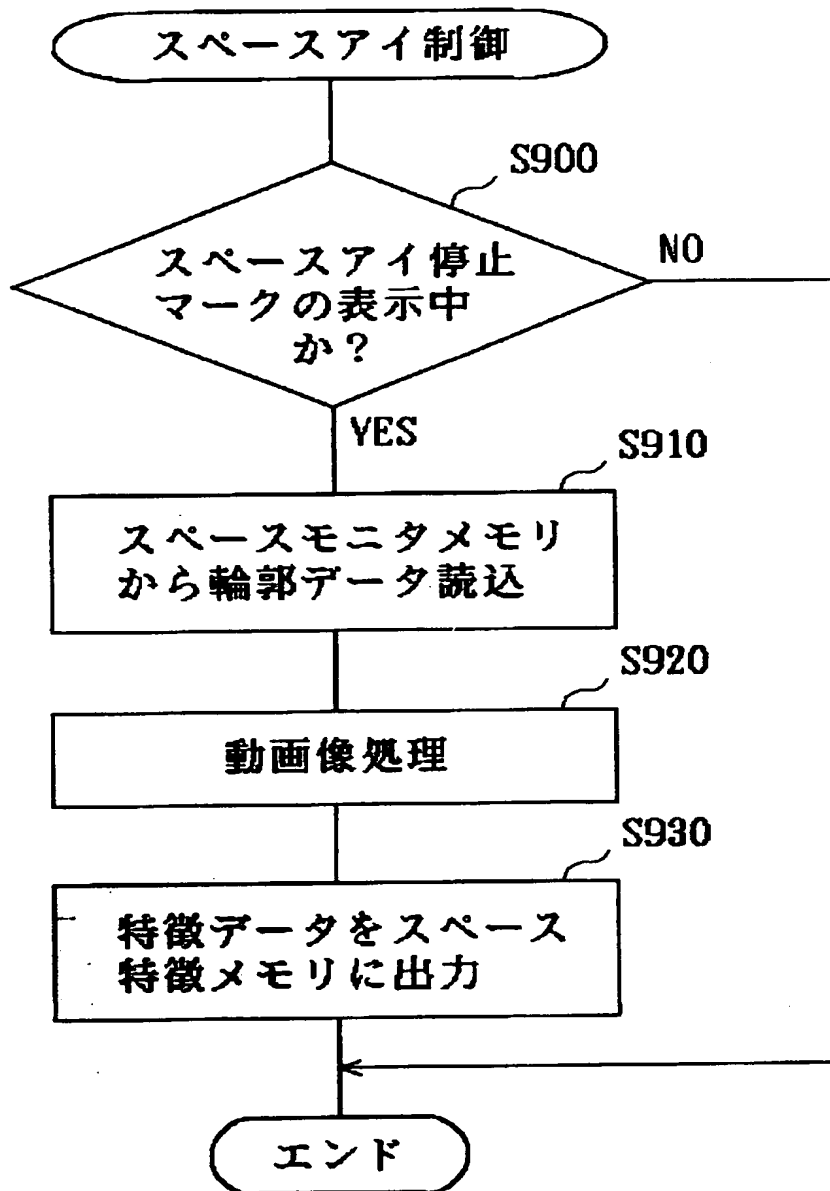 スペースアイ制御
S900
スペースアイ停止
マークの表示中
か?
NO
YES
S910
スペースモニタメモリ
から輪郭データ読込
S920
動画像処理
S930
特徴データをスペース
特徴メモリに出力
エンド